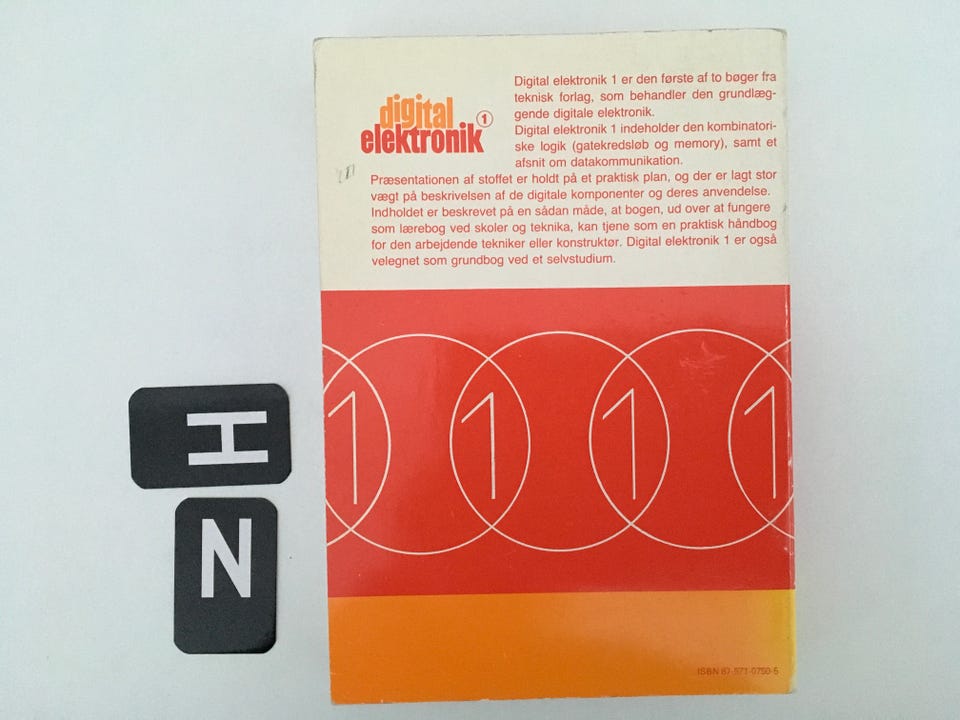 digital
elektronik 1
Digital elektronik 1 er den første af to bøger fra
teknisk forlag, som behandler den grundlæg-
gende digitale elektronik.
Digital elektronik 1 indeholder den kombinatori-
ske logik (gatekredsløb og memory), samt et
afsnit om datakommunikation.
Præsentationen af stoffet er holdt på et praktisk plan, og der er lagt stor
vægt på beskrivelsen af de digitale komponenter og deres anvendelse.
Indholdet er beskrevet på en sådan måde, at bogen, ud over at fungere
som lærebog ved skoler og teknika, kan tjene som en praktisk håndbog
for den arbejdende tekniker eller konstruktør. Digital elektronik 1 er også
velegnet som grundbog ved et selvstudium.
1 1 1 1
H
N
ISBN 87-571-0750-5